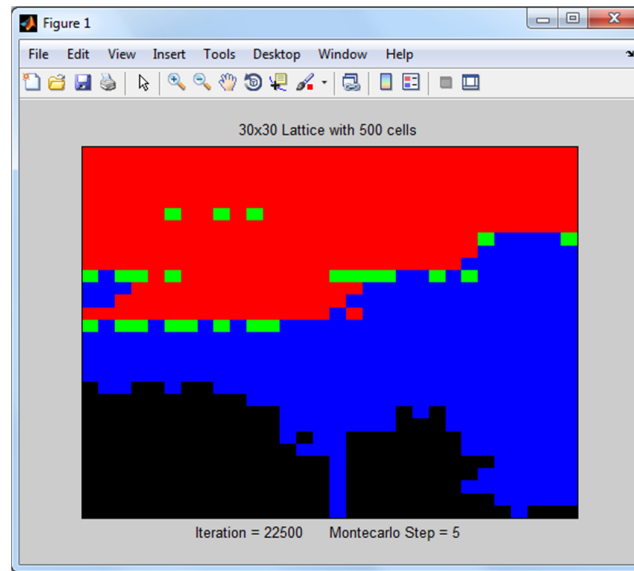 Figure 1
File Edit View Insert Tools Desktop Window Help
30x30 Lattice with 500 cells
Iteration = 22500 Montecarlo Step = 5